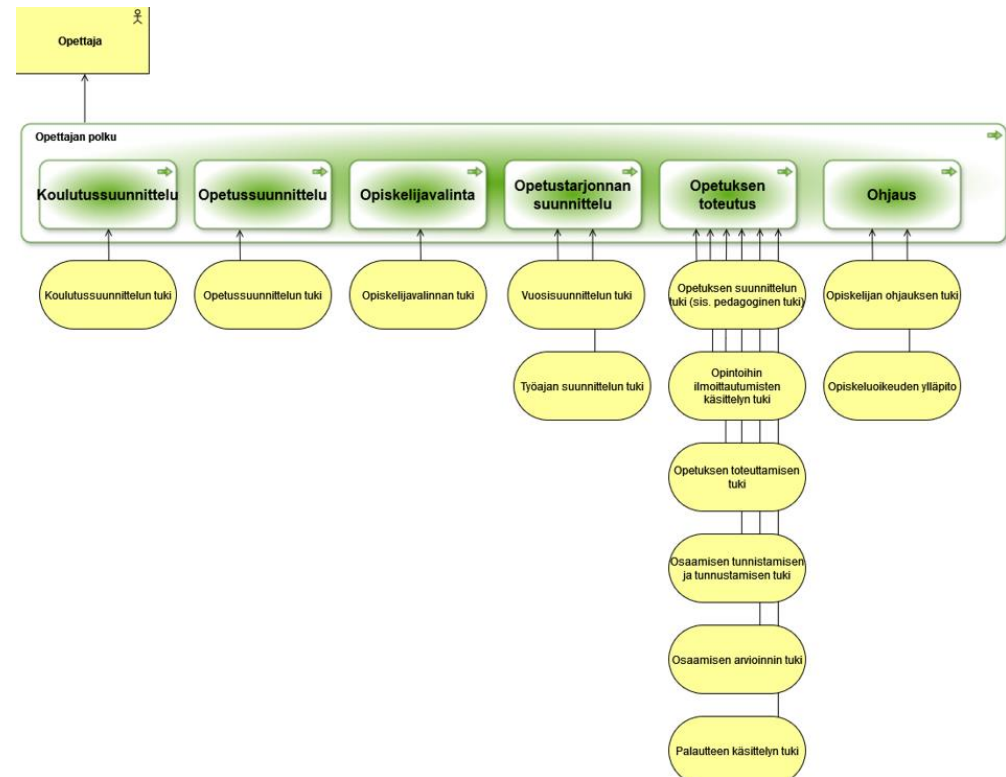 Opettaja
Opettajan polku
Koulutussuunnittelu
Opetussuunnittelu
Opiskelijavalinta
Opetustarjonnan
suunnittelu
Opetuksen
toteutus
Ohjaus
Koulutussuunnittelun tuki
Opetussuunnittelun tuki
Opiskelijavalinnan tuki
Vuosisuunnittelun tuki
Opetuksen suunnittelun
tuki (sis. pedagoginen tuki)
Opiskelijan ohjauksen tuki
Työajan suunnittelun tuki
Opintoihin
ilmoittautumisten
käsittelyn tuki
Opiskeluoikeuden ylläpito
Opetuksen toteuttamisen
tuki
Osaamisen tunnistamisen
ja tunnustamisen tuki
Osaamisen arvioinnin tuki
Palautteen käsittelyn tuki